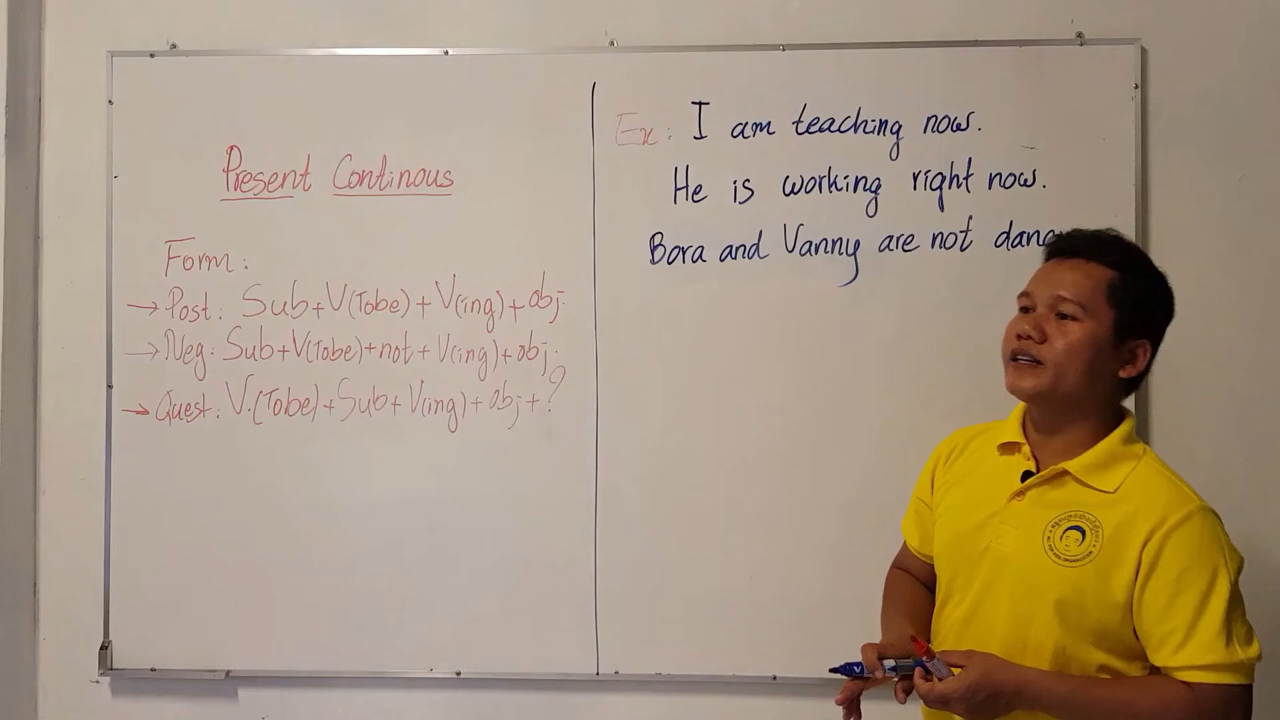 Present Continous
Form:
→ Post: Sub+V(Tobe)+V(ing)+obj.
→ Neg: Sub+V(Tobe)+not+V(ing)+obj.
→ Quest: V.(Tobe)+Sub+V(ing)+obj+?
Ex: I am teaching now.
He is working right now.
Bora and Vanny are not